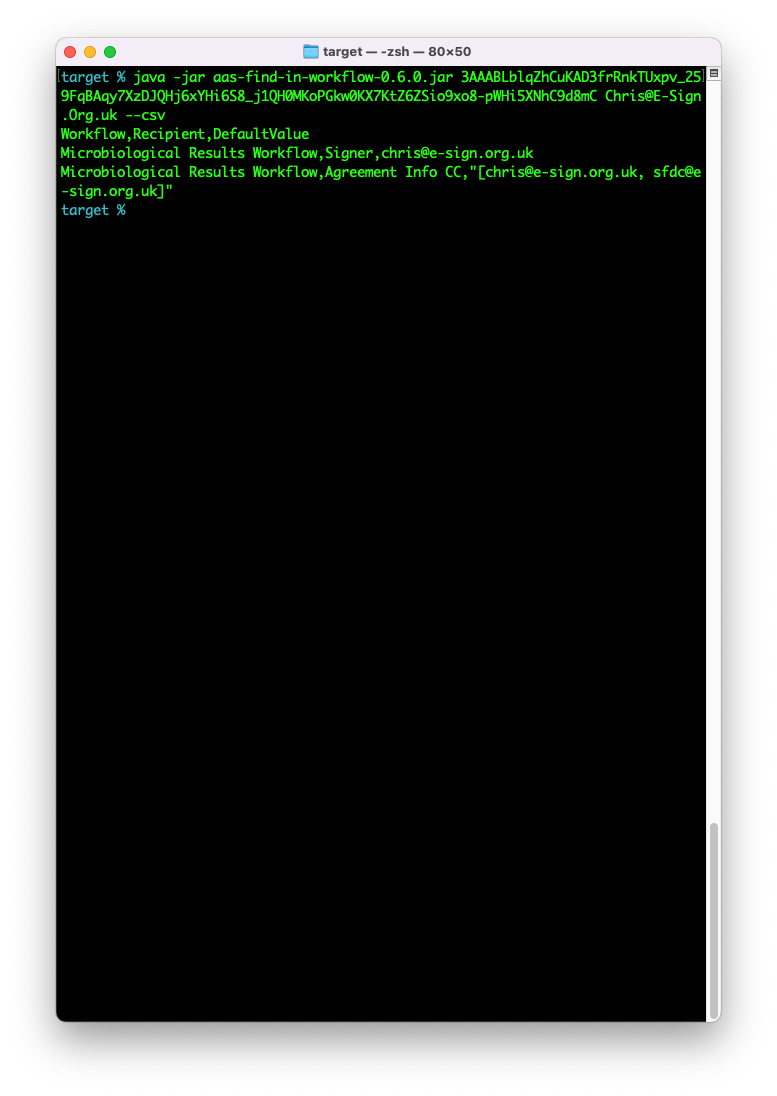 target — -zsh — 80×50
target % java -jar aas-find-in-workflow-0.6.0.jar 3AAABLblqZhCuKAD3frRnkTUxpv_25
9FqBAqy7XzDJQHj6xYHi6S8_j1QH0MKoPGkw0KX7KtZ6ZSio9xo8-pWHi5XNhC9d8mC Chris@E-Sign
.Org.uk --csv
Workflow,Recipient,DefaultValue
Microbiological Results Workflow,Signer,chris@e-sign.org.uk
Microbiological Results Workflow,Agreement Info CC,"[chris@e-sign.org.uk, sfdc@e
-sign.org.uk]"
target %